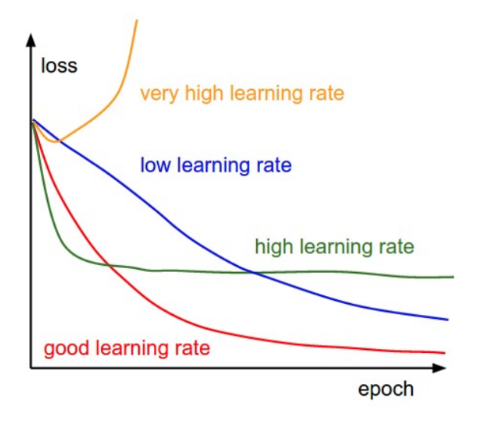 loss
very high learning rate
low learning rate
high learning rate
good learning rate
epoch